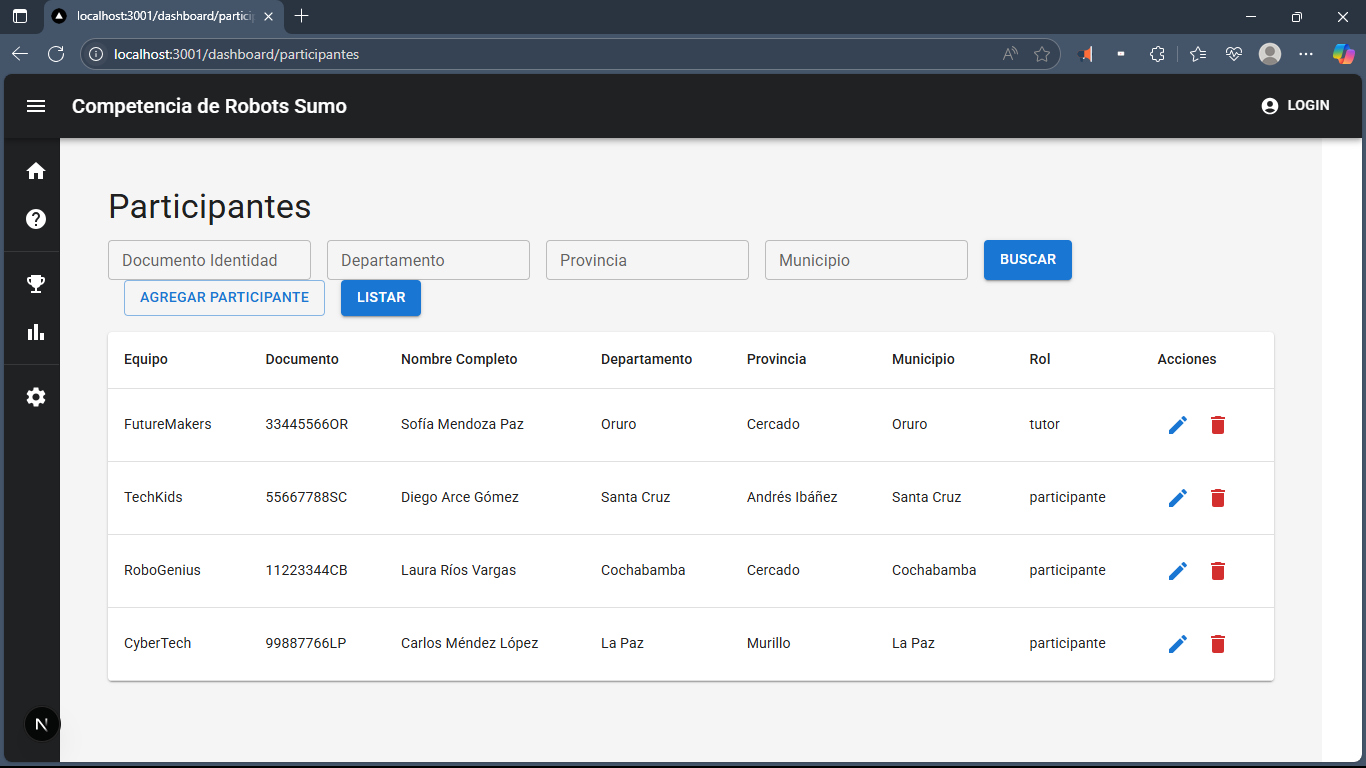 localhost:3001/dashboard/partici
localhost:3001/dashboard/participantes
Competencia de Robots Sumo LOGIN
Participantes
Documento Identidad Departamento Provincia Municipio BUSCAR
AGREGAR PARTICIPANTE LISTAR
Equipo Documento Nombre Completo Departamento Provincia Municipio Rol Acciones
FutureMakers 33445566OR Sofía Mendoza Paz Oruro Cercado Oruro tutor
TechKids 55667788SC Diego Arce Gómez Santa Cruz Andrés Ibáñez Santa Cruz participante
RoboGenius 11223344CB Laura Ríos Vargas Cochabamba Cercado Cochabamba participante
CyberTech 99887766LP Carlos Méndez López La Paz Murillo La Paz participante
N